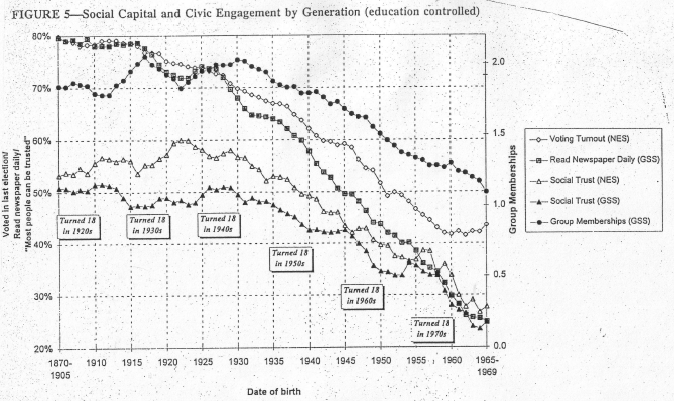 FIGURE 5—Social Capital and Civic Engagement by Generation (education controlled)
Voted in last election/
Read newspaper daily/
"Most people can be trusted"
80%
70%
60%
50%
40%
30%
20%
Group Memberships
2.0
1.5
1.0
0.5
0.0
Turned 18
in 1920s
Turned 18
in 1930s
Turned 18
in 1940s
Turned 18
in 1950s
Turned 18
in 1960s
Turned 18
in 1970s
1870-
1905
1910
1915
1920
1925
1930
1935
1940
1945
1950
1955
1960
1965-
1969
Date of birth
Voting Turnout (NES)
Read Newspaper Daily (GSS)
Social Trust (NES)
Social Trust (GSS)
Group Memberships (GSS)